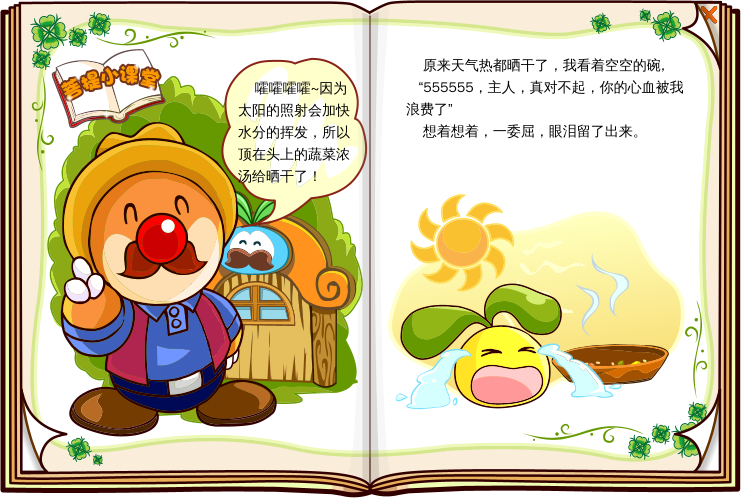 菩提小课堂
嚯嚯嚯嚯~因为
太阳的照射会加快
水分的挥发，所以
顶在头上的蔬菜浓
汤给晒干了！
原来天气热都晒干了，我看着空空的碗，
“555555，主人，真对不起，你的心血被我
浪费了”
想着想着，一委屈，眼泪留了出来。